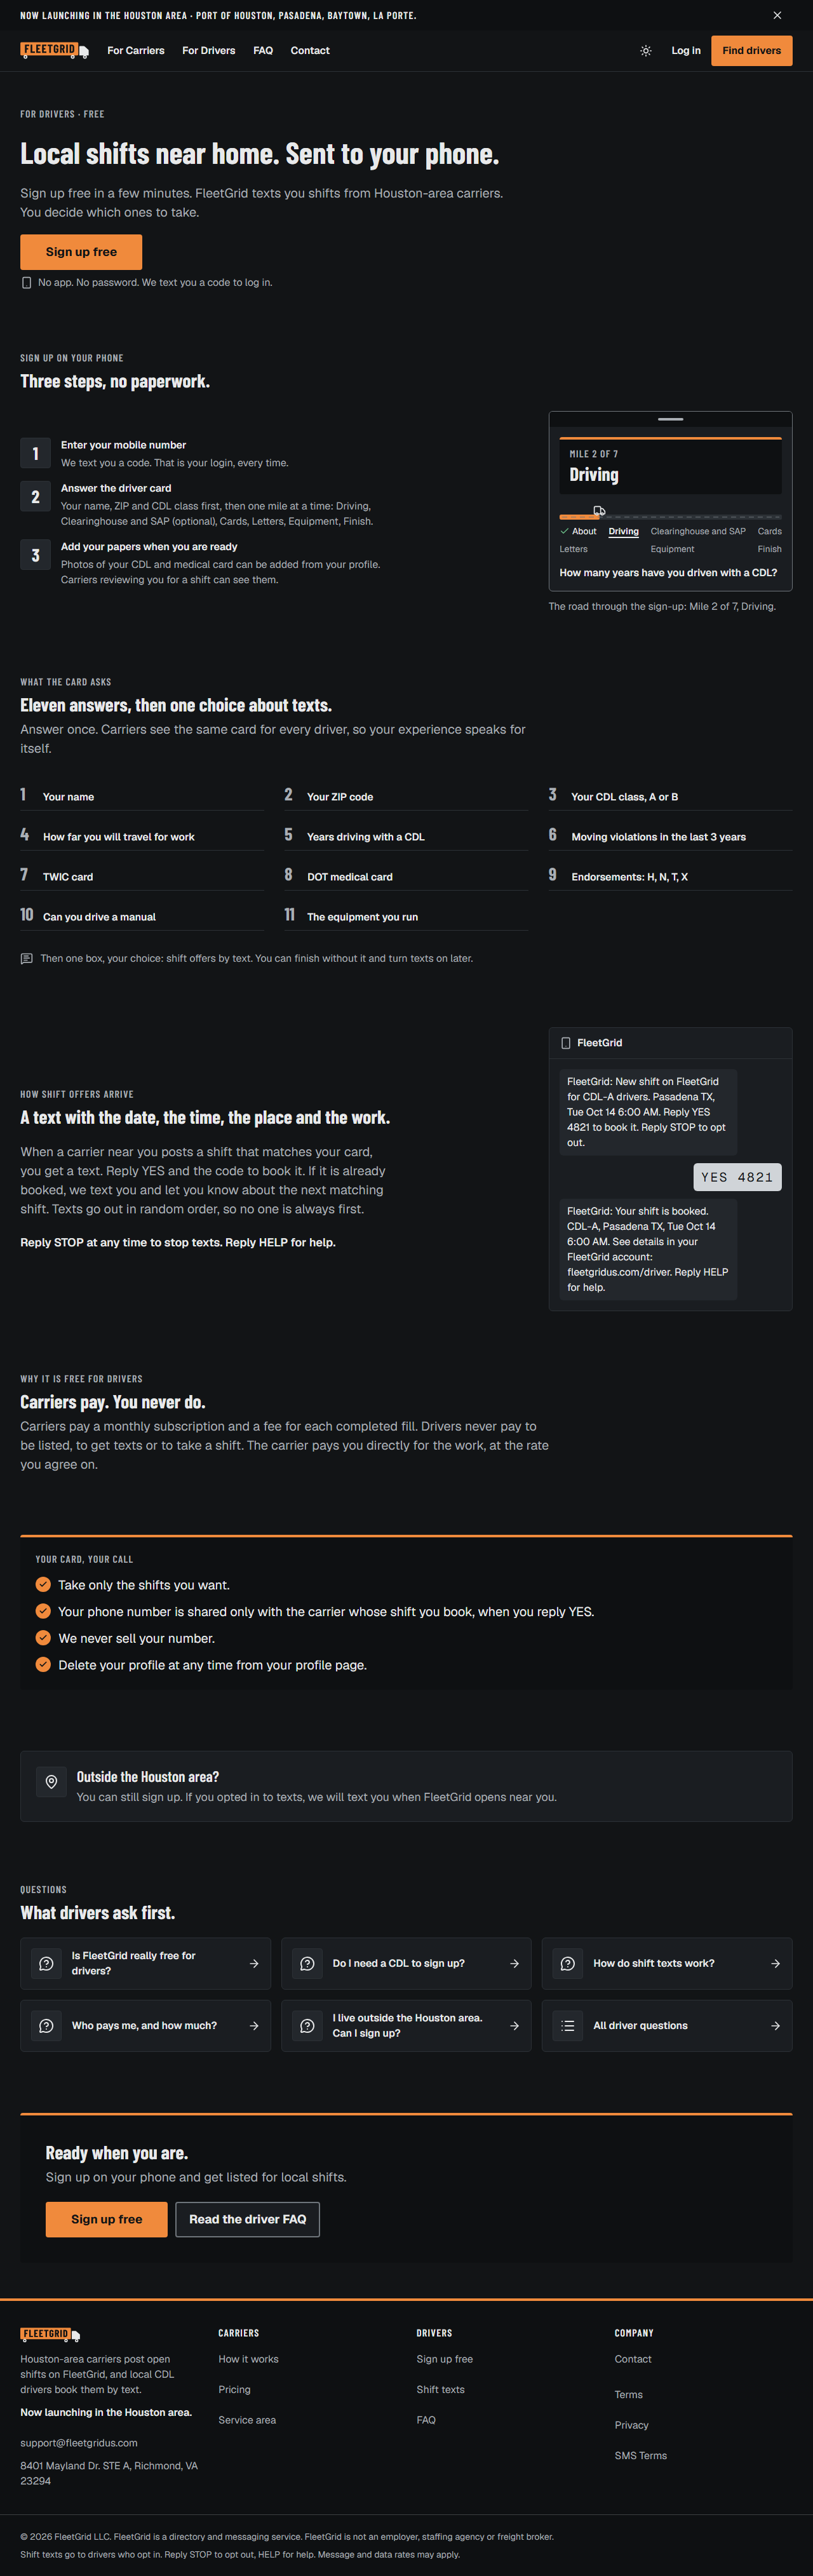 NOW LAUNCHING IN THE HOUSTON AREA · PORT OF HOUSTON, PASADENA, BAYTOWN, LA PORTE.
FLEETGRID
For Carriers
For Drivers
FAQ
Contact
Log in
Find drivers
FOR DRIVERS · FREE
Local shifts near home. Sent to your phone.
Sign up free in a few minutes. FleetGrid texts you shifts from Houston-area carriers.
You decide which ones to take.
Sign up free
No app. No password. We text you a code to log in.
SIGN UP ON YOUR PHONE
Three steps, no paperwork.
1
Enter your mobile number
We text you a code. That is your login, every time.
2
Answer the driver card
Your name, ZIP and CDL class first, then one mile at a time: Driving,
Clearinghouse and SAP (optional), Cards, Letters, Equipment, Finish.
3
Add your papers when you are ready
Photos of your CDL and medical card can be added from your profile.
Carriers reviewing you for a shift can see them.
MILE 2 OF 7
Driving
About
Driving
Clearinghouse and SAP
Cards
Letters
Equipment
Finish
How many years have you driven with a CDL?
The road through the sign-up: Mile 2 of 7, Driving.
WHAT THE CARD ASKS
Eleven answers, then one choice about texts.
Answer once. Carriers see the same card for every driver, so your experience speaks for
itself.
1 Your name
2 Your ZIP code
3 Your CDL class, A or B
4 How far you will travel for work
5 Years driving with a CDL
6 Moving violations in the last 3 years
7 TWIC card
8 DOT medical card
9 Endorsements: H, N, T, X
10 Can you drive a manual
11 The equipment you run
Then one box, your choice: shift offers by text. You can finish without it and turn texts on later.
HOW SHIFT OFFERS ARRIVE
A text with the date, the time, the place and the work.
When a carrier near you posts a shift that matches your card,
you get a text. Reply YES and the code to book it. If it is already
booked, we text you and let you know about the next matching
shift. Texts go out in random order, so no one is always first.
Reply STOP at any time to stop texts. Reply HELP for help.
FleetGrid
FleetGrid: New shift on FleetGrid
for CDL-A drivers. Pasadena TX,
Tue Oct 14 6:00 AM. Reply YES
4821 to book it. Reply STOP to opt
out.
YES 4821
FleetGrid: Your shift is booked.
CDL-A, Pasadena TX, Tue Oct 14
6:00 AM. See details in your
FleetGrid account:
fleetgridus.com/driver. Reply HELP
for help.
WHY IT IS FREE FOR DRIVERS
Carriers pay. You never do.
Carriers pay a monthly subscription and a fee for each completed fill. Drivers never pay to
be listed, to get texts or to take a shift. The carrier pays you directly for the work, at the rate
you agree on.
YOUR CARD, YOUR CALL
Take only the shifts you want.
Your phone number is shared only with the carrier whose shift you book, when you reply YES.
We never sell your number.
Delete your profile at any time from your profile page.
Outside the Houston area?
You can still sign up. If you opted in to texts, we will text you when FleetGrid opens near you.
QUESTIONS
What drivers ask first.
Is FleetGrid really free for
drivers?
Do I need a CDL to sign up?
How do shift texts work?
Who pays me, and how much?
I live outside the Houston area.
Can I sign up?
All driver questions
Ready when you are.
Sign up on your phone and get listed for local shifts.
Sign up free
Read the driver FAQ
FLEETGRID
Houston-area carriers post open
shifts on FleetGrid, and local CDL
drivers book them by text.
Now launching in the Houston area.
support@fleetgridus.com
8401 Mayland Dr. STE A, Richmond, VA
23294
CARRIERS
How it works
Pricing
Service area
DRIVERS
Sign up free
Shift texts
FAQ
COMPANY
Contact
Terms
Privacy
SMS Terms
© 2026 FleetGrid LLC. FleetGrid is a directory and messaging service. FleetGrid is not an employer, staffing agency or freight broker.
Shift texts go to drivers who opt in. Reply STOP to opt out, HELP for help. Message and data rates may apply.